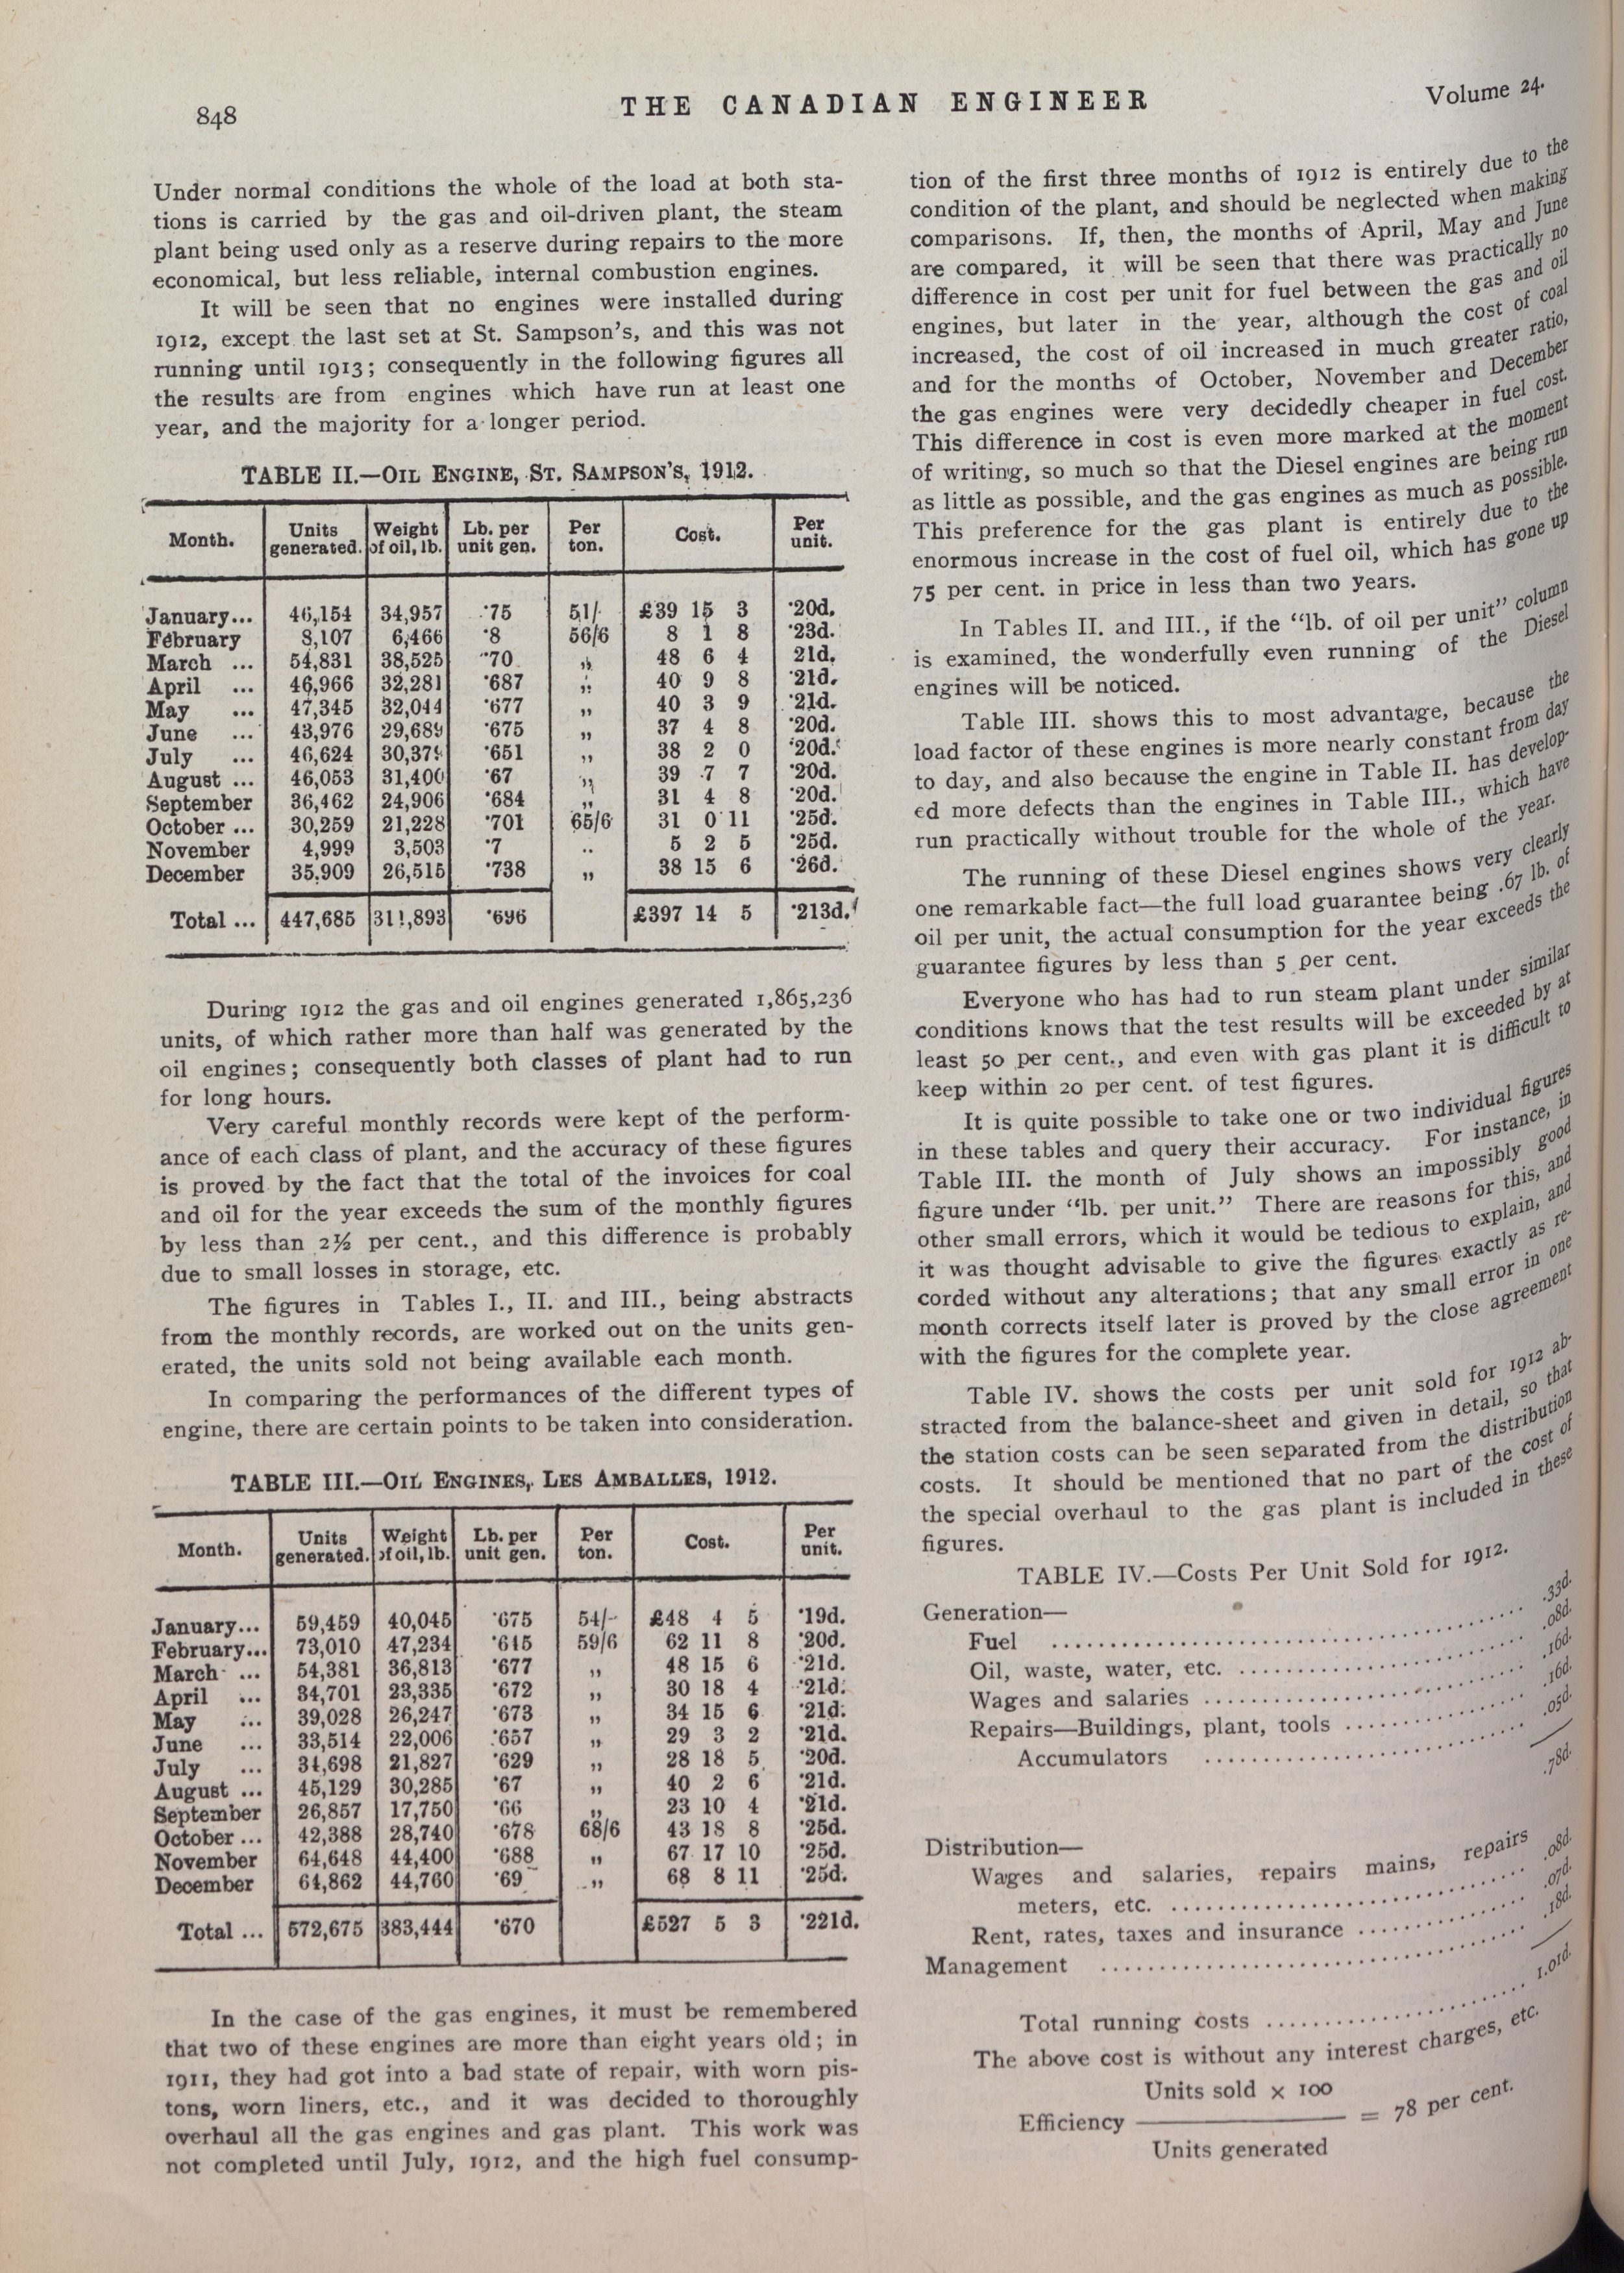 848
THE CANADIAN ENGINEER
Volume 24.
Under normal conditions the whole of the load at both sta-
tions is carried by the gas and oil-driven plant, the steam
plant being used only as a reserve during repairs to the more
economical, but less reliable, internal combustion engines.
It will be seen that no engines were installed during
1912, except the last set at St. Sampson's, and this was not
running until 1913; consequently in the following figures all
the results are from engines which have run at least one
year, and the majority for a longer period.
TABLE II.—OIL ENGINE, ST. SAMPSON'S, 1912.
Month. Units generated. Weight of oil, lb. Lb. per unit gen. Per ton. Cost. Per unit.
January... 46,154 34,957 ·75 51/- £39 15 3 ·20d.
February 8,107 6,466 ·8 56/6 8 1 8 ·23d.
March ... 54,831 38,525 ·70 ,, 48 6 4 21d.
April ... 46,966 32,281 ·687 ,, 40 9 8 ·21d.
May ... 47,345 32,044 ·677 ,, 40 3 9 ·21d.
June ... 43,976 29,689 ·675 ,, 37 4 8 ·20d.
July ... 46,624 30,379 ·651 ,, 38 2 0 ·20d.
August ... 46,053 31,400 ·67 ,, 39 7 7 ·20d.
September 36,462 24,906 ·684 ,, 31 4 8 ·20d.
October ... 30,259 21,228 ·701 65/6 31 0 11 ·25d.
November 4,999 3,503 ·7 .. 5 2 5 ·25d.
December 35,909 26,515 ·738 ,, 38 15 6 ·26d.
Total ... 447,685 311,893 ·696 £397 14 5 ·213d.
During 1912 the gas and oil engines generated 1,865,236
units, of which rather more than half was generated by the
oil engines; consequently both classes of plant had to run
for long hours.
Very careful monthly records were kept of the perform-
ance of each class of plant, and the accuracy of these figures
is proved by the fact that the total of the invoices for coal
and oil for the year exceeds the sum of the monthly figures
by less than 2½ per cent., and this difference is probably
due to small losses in storage, etc.
The figures in Tables I., II. and III., being abstracts
from the monthly records, are worked out on the units gen-
erated, the units sold not being available each month.
In comparing the performances of the different types of
engine, there are certain points to be taken into consideration.
TABLE III.—OIL ENGINES, LES AMBALLES, 1912.
Month. Units generated. Weight of oil, lb. Lb. per unit gen. Per ton. Cost. Per unit.
January... 59,459 40,045 ·675 54/- £48 4 5 ·19d.
February... 73,010 47,234 ·645 59/6 62 11 8 ·20d.
March ... 54,381 36,813 ·677 ,, 48 15 6 ·21d.
April ... 34,701 23,335 ·672 ,, 30 18 4 ·21d.
May ... 39,028 26,247 ·673 ,, 34 15 6 ·21d.
June ... 33,514 22,006 ·657 ,, 29 3 2 ·21d.
July ... 34,698 21,827 ·629 ,, 28 18 5 ·20d.
August ... 45,129 30,285 ·67 ,, 40 2 6 ·21d.
September 26,857 17,750 ·66 ,, 23 10 4 ·21d.
October ... 42,388 28,740 ·678 68/6 43 18 8 ·25d.
November 64,648 44,400 ·688 ,, 67 17 10 ·25d.
December 64,862 44,760 ·69 ,, 68 8 11 ·25d.
Total ... 572,675 383,444 ·670 £527 5 3 ·221d.
In the case of the gas engines, it must be remembered
that two of these engines are more than eight years old; in
1911, they had got into a bad state of repair, with worn pis-
tons, worn liners, etc., and it was decided to thoroughly
overhaul all the gas engines and gas plant. This work was
not completed until July, 1912, and the high fuel consump-
tion of the first three months of 1912 is entirely due to the
condition of the plant, and should be neglected when making
comparisons. If, then, the months of April, May and June
are compared, it will be seen that there was practically no
difference in cost per unit for fuel between the gas and oil
engines, but later in the year, although the cost of coal
increased, the cost of oil increased in much greater ratio,
and for the months of October, November and December
the gas engines were very decidedly cheaper in fuel cost.
This difference in cost is even more marked at the moment
of writing, so much so that the Diesel engines are being run
as little as possible, and the gas engines as much as possible.
This preference for the gas plant is entirely due to the
enormous increase in the cost of fuel oil, which has gone up
75 per cent. in price in less than two years.
In Tables II. and III., if the "lb. of oil per unit" column
is examined, the wonderfully even running of the Diesel
engines will be noticed.
Table III. shows this to most advantage, because the
load factor of these engines is more nearly constant from day
to day, and also because the engine in Table II. has develop-
ed more defects than the engines in Table III., which have
run practically without trouble for the whole of the year.
The running of these Diesel engines shows very clearly
one remarkable fact—the full load guarantee being .67 lb. of
oil per unit, the actual consumption for the year exceeds the
guarantee figures by less than 5 per cent.
Everyone who has had to run steam plant under similar
conditions knows that the test results will be exceeded by at
least 50 per cent., and even with gas plant it is difficult to
keep within 20 per cent. of test figures.
It is quite possible to take one or two individual figures
in these tables and query their accuracy. For instance, in
Table III. the month of July shows an impossibly good
figure under "lb. per unit." There are reasons for this, and
other small errors, which it would be tedious to explain, and
it was thought advisable to give the figures exactly as re-
corded without any alterations; that any small error in one
month corrects itself later is proved by the close agreement
with the figures for the complete year.
Table IV. shows the costs per unit sold for 1912 ab-
stracted from the balance-sheet and given in detail, so that
the station costs can be seen separated from the distribution
costs. It should be mentioned that no part of the cost of
the special overhaul to the gas plant is included in these
figures.
TABLE IV.—Costs Per Unit Sold for 1912.
Generation—
Fuel .................... .33d.
Oil, waste, water, etc. .................... .08d.
Wages and salaries .................... .16d.
Repairs—Buildings, plant, tools .................... .16d.
Accumulators .................... .05d.
.78d.
Distribution—
Wages and salaries, repairs mains, repairs
meters, etc. .................... .08d.
Rent, rates, taxes and insurance .................... .07d.
Management .................... .18d.
1.01d.
Total running costs ....................
The above cost is without any interest charges, etc.
Units sold × 100
Efficiency ——— = 78 per cent.
Units generated